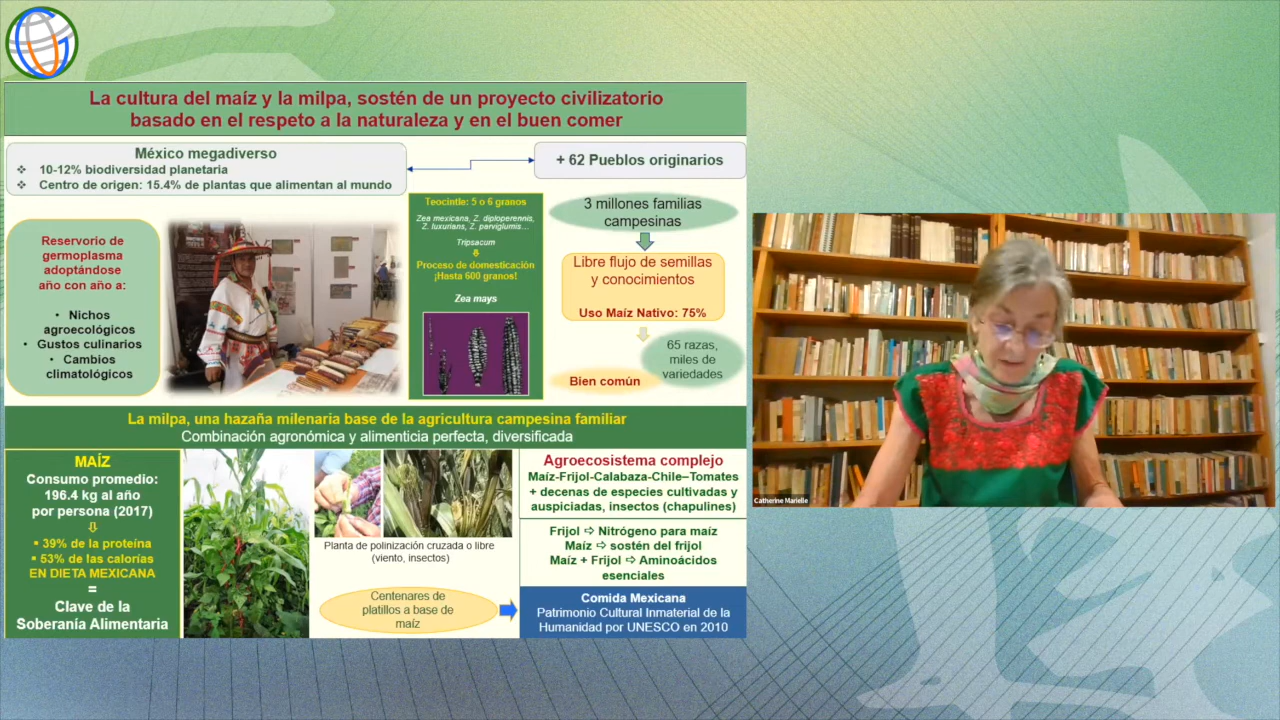 La cultura del maíz y la milpa, sostén de un proyecto civilizatorio
basado en el respeto a la naturaleza y en el buen comer
México megadiverso
❖ 10-12% biodiversidad planetaria
❖ Centro de origen: 15.4% de plantas que alimentan al mundo
+ 62 Pueblos originarios
Reservorio de
germoplasma
adoptándose
año con año a:
• Nichos
agroecológicos
• Gustos culinarios
• Cambios
climatológicos
Teocintle: 5 o 6 granos
Zea mexicana, Z. diploperennis,
Z. luxurians, Z. parviglumis...
Tripsacum
⇩
Proceso de domesticación
¡Hasta 600 granos!
Zea mays
3 millones familias
campesinas
Libre flujo de semillas
y conocimientos
Uso Maíz Nativo: 75%
65 razas,
miles de
variedades
Bien común
La milpa, una hazaña milenaria base de la agricultura campesina familiar
Combinación agronómica y alimenticia perfecta, diversificada
MAÍZ
Consumo promedio:
196.4 kg al año
por persona (2017)
⇩
▪ 39% de la proteína
▪ 53% de las calorías
EN DIETA MEXICANA
=
Clave de la
Soberanía Alimentaria
Planta de polinización cruzada o libre
(viento, insectos)
Centenares de
platillos a base de
maíz
Agroecosistema complejo
Maíz-Frijol-Calabaza-Chile–Tomates
+ decenas de especies cultivadas y
auspiciadas, insectos (chapulines)
Frijol ⇨ Nitrógeno para maíz
Maíz ⇨ sostén del frijol
Maíz + Frijol ⇨ Aminoácidos
esenciales
Comida Mexicana
Patrimonio Cultural Inmaterial de la
Humanidad por UNESCO en 2010
Catherine Marielle